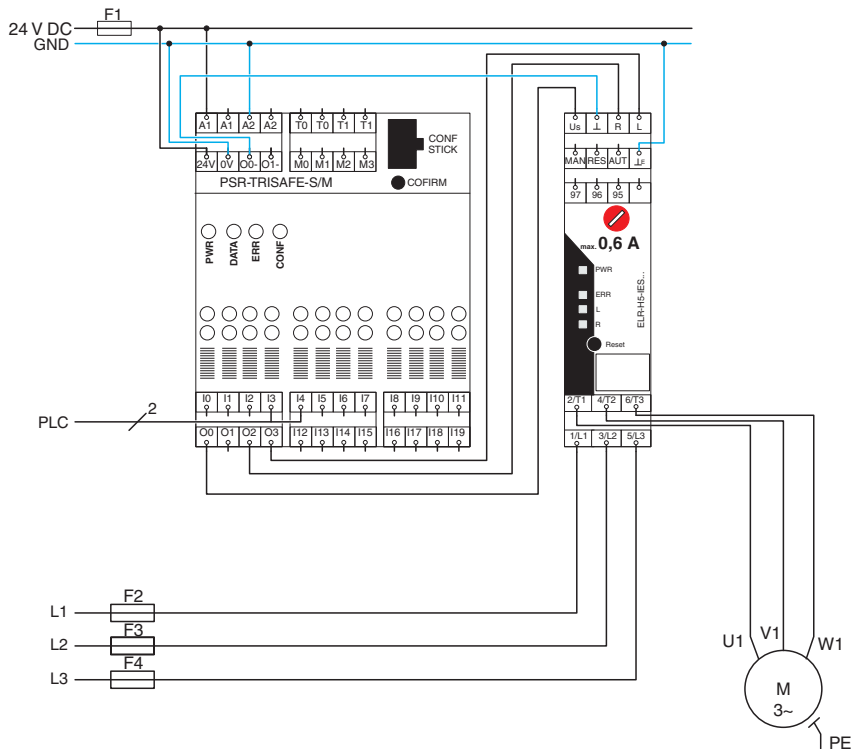 F1
24 V DC
GND
A1 A1 A2 A2 T0 T0 T1 T1
Us ⊥ R L
CONF
STICK
24V 0V O0- O1- M0 M1 M2 M3
MAN RES AUT ⊥F
PSR-TRISAFE-S/M
COFIRM
97 96 95
max. 0,6 A
PWR DATA ERR CONF
PWR
ERR
L
R
ELR-H5-IES...
Reset
I0 I1 I2 I3 I4 I5 I6 I7 I8 I9 I10 I11
2/T1 4/T2 6/T3
PLC 2
O0 O1 O2 O3 I12 I13 I14 I15 I16 I17 I18 I19
1/L1 3/L2 5/L3
F2
L1
F3
L2
F4
L3
U1 V1 W1
M
3~
PE